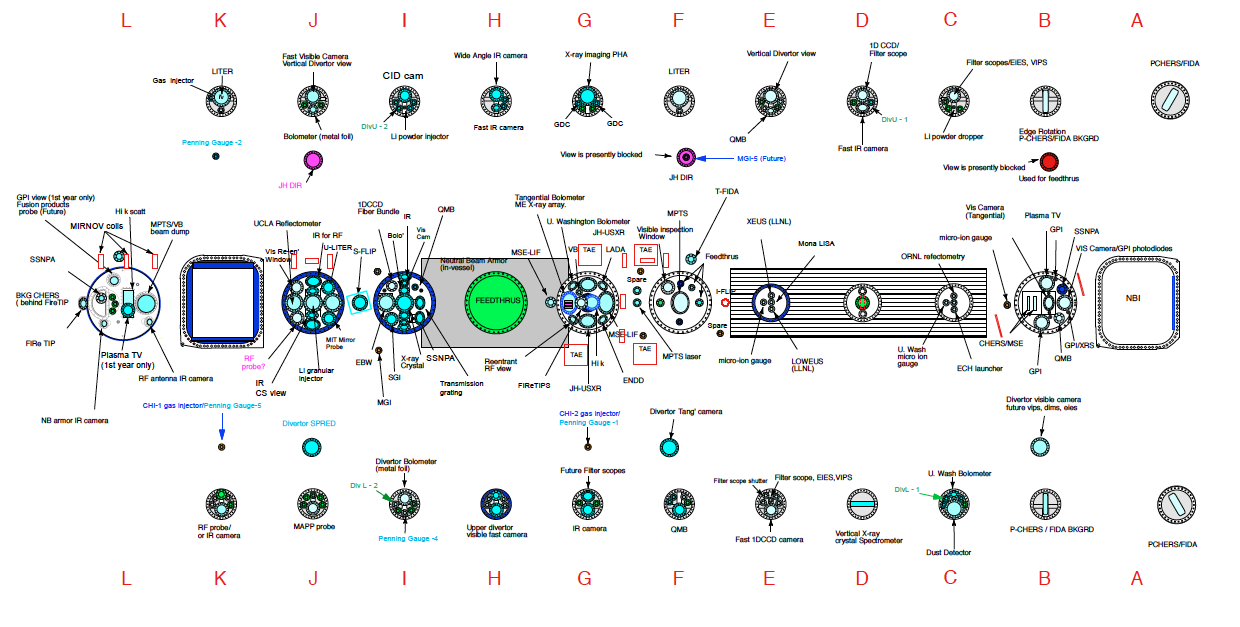 L K J I H G F E D C B A
1D CCD/
Filter scope
Fast Visible Camera
Vertical Divertor view
Wide Angle IR camera
X-ray imaging PHA
Vertical Divertor view
Filter scopes/EiES, VIPS
PCHERS/FIDA
LITER
Gas Injector
CID cam
LITER
DivU - 2
GDC
GDC
DivU - 1
Bolometer (metal foil)
Li powder injector
Fast IR camera
QMB
Fast IR camera
Li powder dropper
Edge Rotation
P-CHERS/FIDA BKGRD
Penning Gauge -2
View is presently blocked
MGI-5 (Future)
View is presently blocked
JH DIR
JH DIR
Used for feedthrus
GPI view (1st year only)
Fusion products
probe (Future)
MIRNOV coils
Hi k scatt
MPTS/VB
beam dump
SSNPA
BKG CHERS
( behind FireTIP
FIRe TIP
Plasma TV
(1st year only)
RF antenna IR camera
NB armor IR camera
UCLA Reflectometer
Vis
Window
IR for RF
U-LITER
S-FLIP
1DCCD
Fiber Bundle
Bolo'
IR
Vis
Cam
QMB
Neutral Beam Armor
(in-vessel)
FEEDTHRUS
MSE-LIF
Tangential Bolometer
ME X-ray array.
U. Washington Bolometer
JH-USXR
VB
TAE
LADA
Visible inspection
Window
TAE
Spare
MPTS
T-FIDA
Feedthrus
I-FLIP
Spare
XEUS (LLNL)
Mona LISA
micro-ion gauge
LOWEUS
(LLNL)
Vis Camera
(Tangential)
micro-ion gauge
ORNL refectometry
U. Wash
micro ion
gauge
ECH launcher
Plasma TV
GPI
SSNPA
VIS Camera/GPI photodiodes
NBI
CHERS/MSE
GPI/XRS
QMB
GPI
RF
probe?
IR
CS view
MIT Mirror
Probe
Li granular
injector
EBW
SGI
MGI
X-ray
Crystal
SSNPA
Transmission
grating
Reentrant
RF view
FIReTIPS
JH-USXR
TAE
Hi k
MSE-LIF
TAE
ENDD
MPTS laser
CHI-1 gas injector/Penning Gauge-5
CHI-2 gas injector/
Penning Gauge -1
Divertor SPRED
Divertor Tang' camera
Divertor visible camera
future vips, dims, eies
Divertor Bolometer
(metal foil)
Div L - 2
Future Filter scopes
Filter scope shutter
Filter scope, EIES,VIPS
U. Wash Bolometer
DivL - 1
RF probe/
or IR camera
MAPP probe
Penning Gauge -4
Upper divertor
visible fast camera
IR camera
QMB
Fast 1DCCD camera
Vertical X-ray
crystal Spectrometer
Dust Detector
P-CHERS / FIDA BKGRD
PCHERS/FIDA
L K J I H G F E D C B A